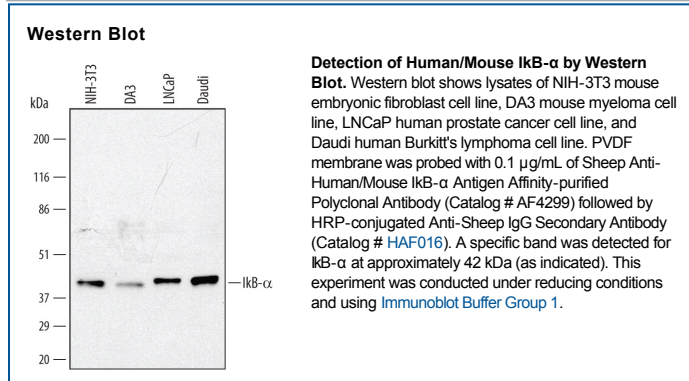 Western Blot
NIH-3T3
DA3
LNCaP
Daudi
kDa
200
116
86
51
37
29
20
IkB-α
Detection of Human/Mouse IkB-α by Western
Blot. Western blot shows lysates of NIH-3T3 mouse
embryonic fibroblast cell line, DA3 mouse myeloma cell
line, LNCaP human prostate cancer cell line, and
Daudi human Burkitt's lymphoma cell line. PVDF
membrane was probed with 0.1 µg/mL of Sheep Anti-
Human/Mouse IkB-α Antigen Affinity-purified
Polyclonal Antibody (Catalog # AF4299) followed by
HRP-conjugated Anti-Sheep IgG Secondary Antibody
(Catalog # HAF016). A specific band was detected for
IkB-α at approximately 42 kDa (as indicated). This
experiment was conducted under reducing conditions
and using Immunoblot Buffer Group 1.